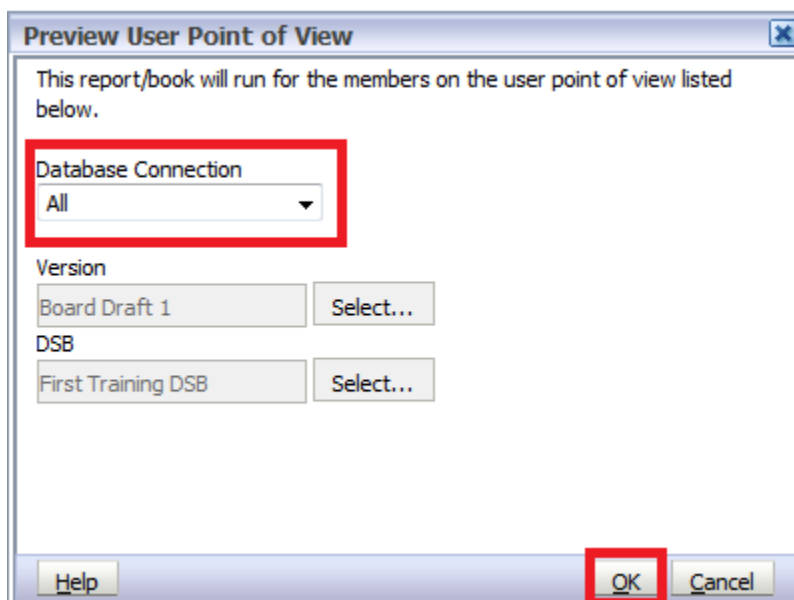 Preview User Point of View
This report/book will run for the members on the user point of view listed
below.
Database Connection
All
Version
Board Draft 1
Select...
DSB
First Training DSB
Select...
Help
OK
Cancel